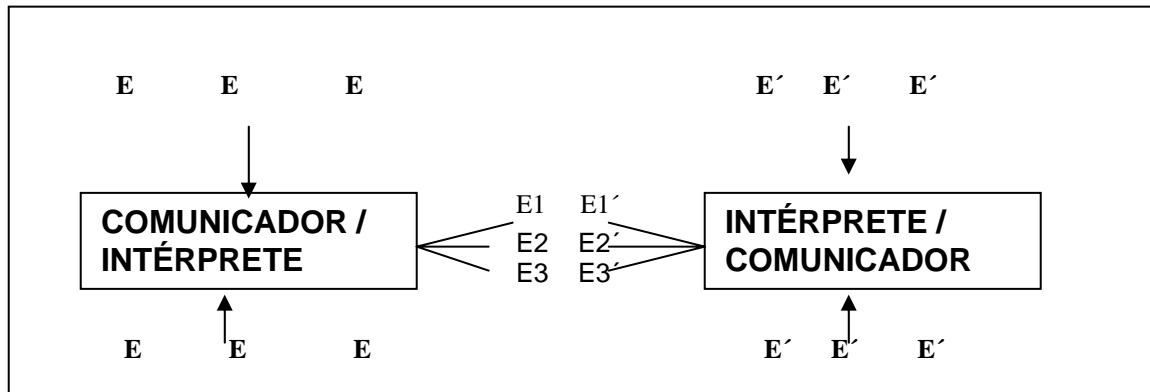 E E E E´ E´ E´
COMUNICADOR /
INTÉRPRETE
E1 E1´
E2 E2´
E3 E3´
INTÉRPRETE /
COMUNICADOR
E E E E´ E´ E´